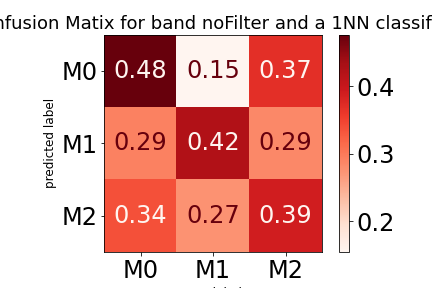 nfusion Matix for band noFilter and a 1NN classif
M0 0.48 0.15 0.37
M1 0.29 0.42 0.29
M2 0.34 0.27 0.39
M0 M1 M2
predicted label
0.4
0.3
0.2